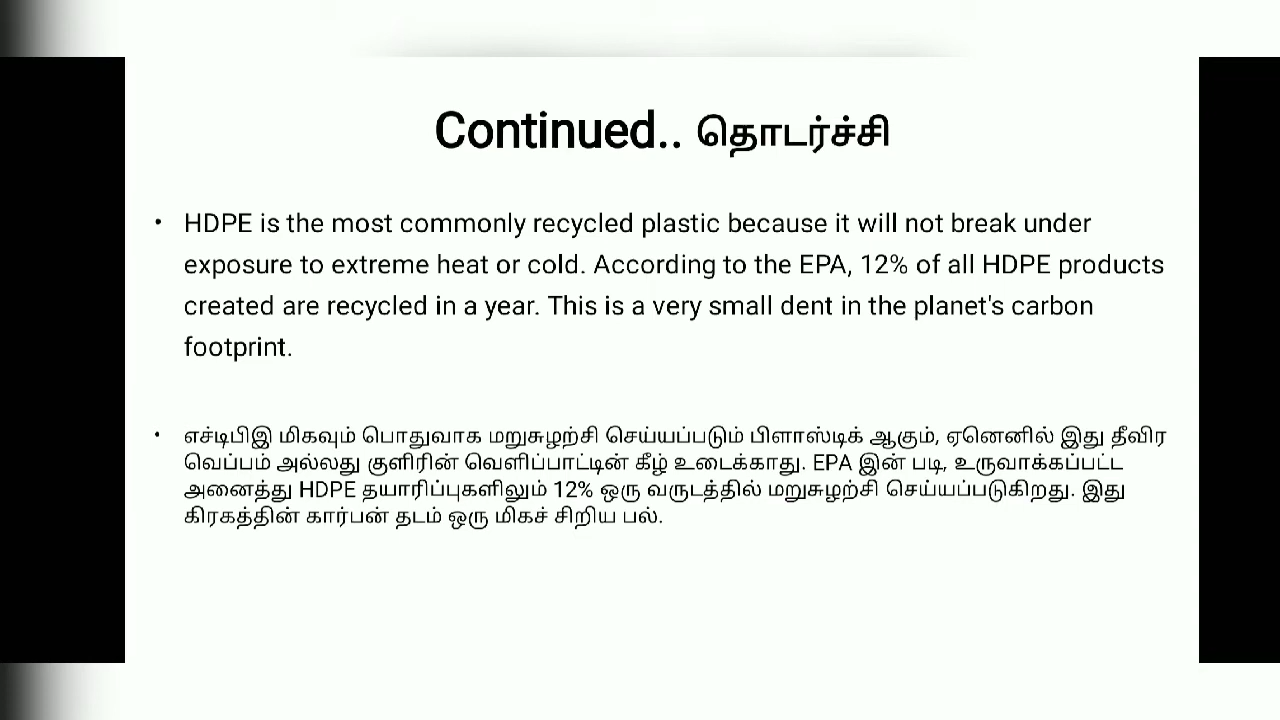 Continued.. தொடர்ச்சி
• HDPE is the most commonly recycled plastic because it will not break under
exposure to extreme heat or cold. According to the EPA, 12% of all HDPE products
created are recycled in a year. This is a very small dent in the planet's carbon
footprint.
• எச்டிபிஇ மிகவும் பொதுவாக மறுசுழற்சி செய்யப்படும் பிளாஸ்டிக் ஆகும், ஏனெனில் இது தீவிர
வெப்பம் அல்லது குளிரின் வெளிப்பாட்டின் கீழ் உடைக்காது. EPA இன் படி, உருவாக்கப்பட்ட
அனைத்து HDPE தயாரிப்புகளிலும் 12% ஒரு வருடத்தில் மறுசுழற்சி செய்யப்படுகிறது. இது
கிரகத்தின் கார்பன் தடம் ஒரு மிகச் சிறிய பல்.